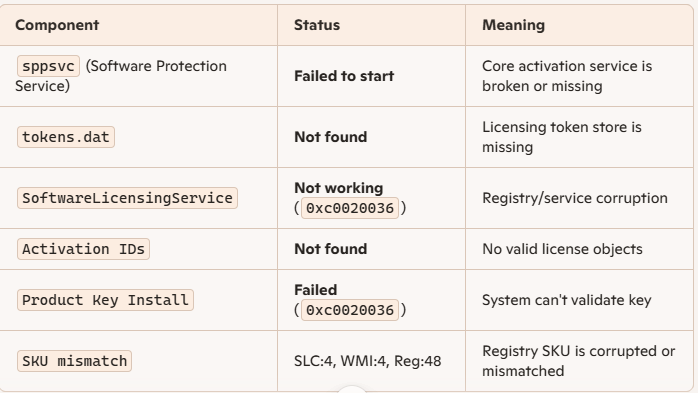 Component Status Meaning
sppsvc (Software Protection
Service)
Failed to start
Core activation service is
broken or missing
tokens.dat
Not found
Licensing token store is
missing
SoftwareLicensingService
Not working
(0xc0020036)
Registry/service corruption
Activation IDs
Not found
No valid license objects
Product Key Install
Failed
(0xc0020036)
System can't validate key
SKU mismatch
SLC:4, WMI:4, Reg:48
Registry SKU is corrupted or
mismatched